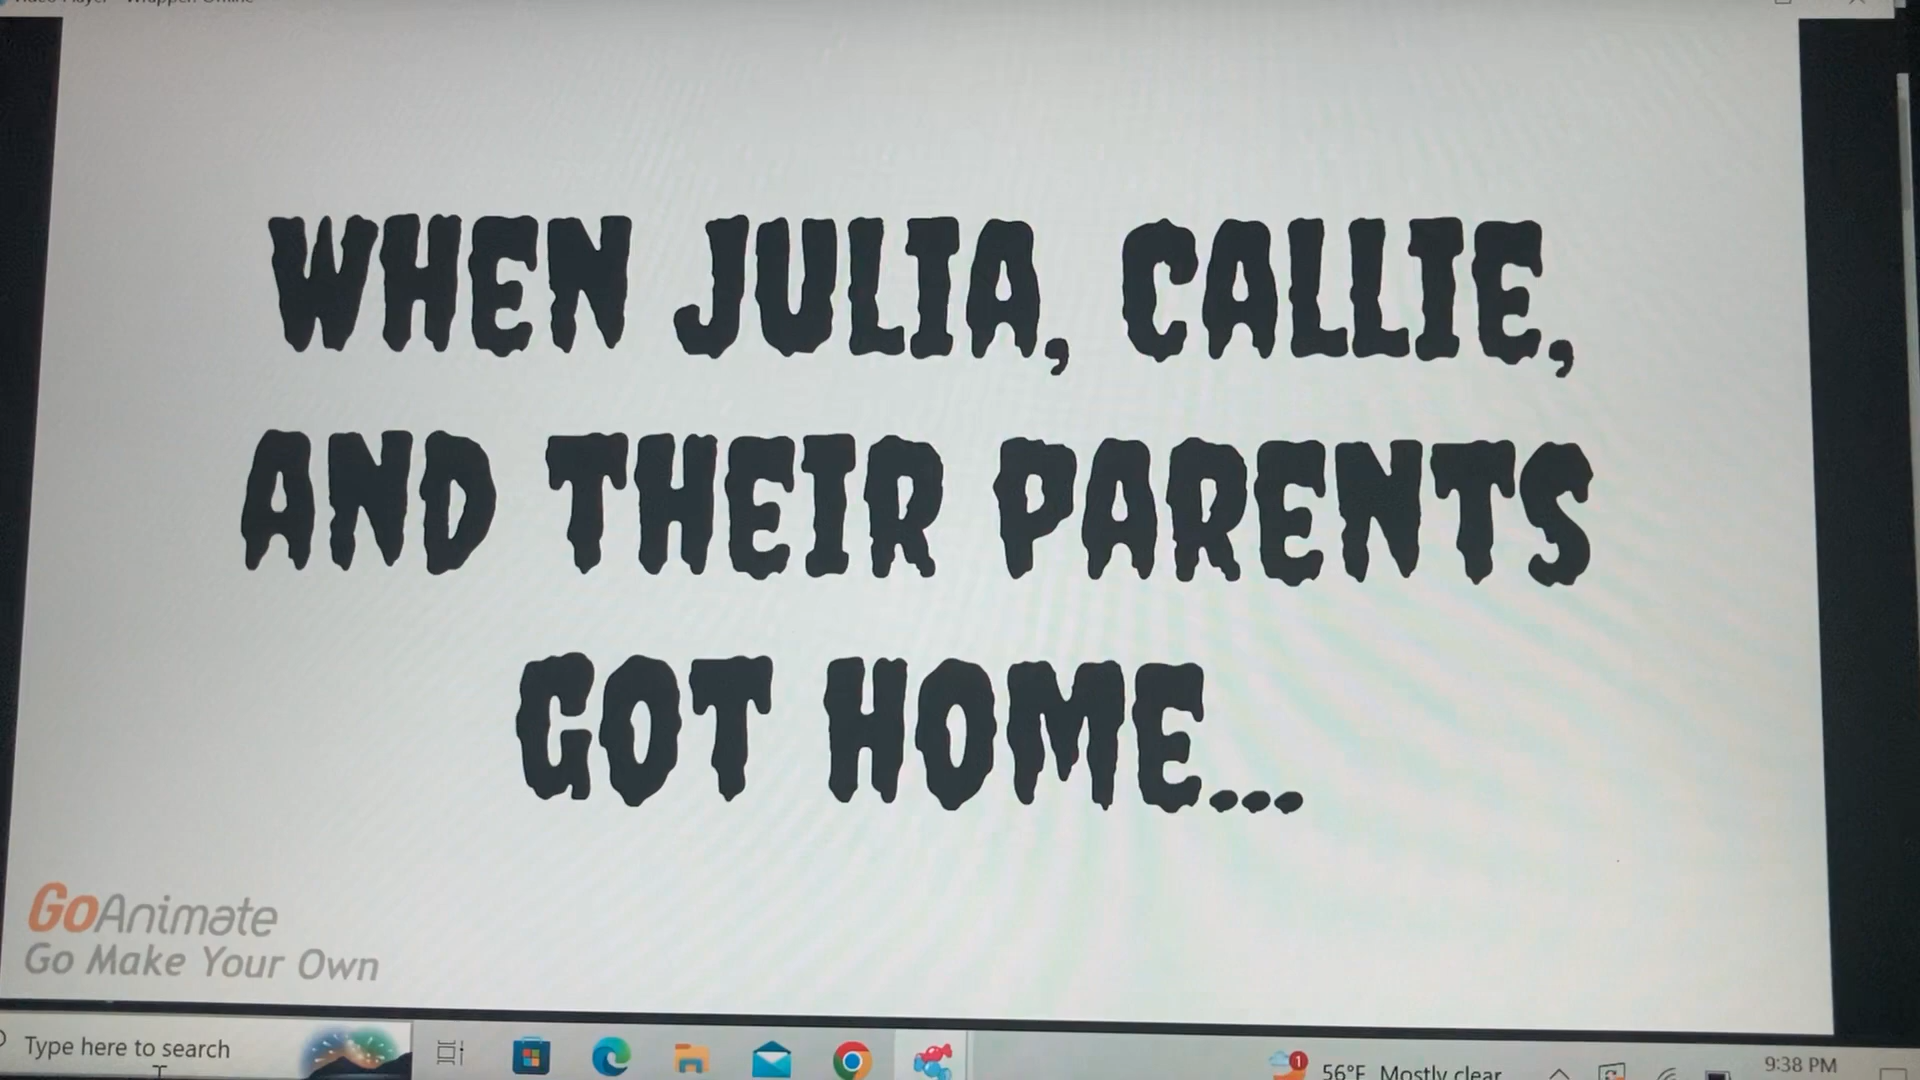 WHEN JULIA, CALLIE,
AND THEIR PARENTS
GOT HOME...
GoAnimate
Go Make Your Own
Type here to search
1
56°F Mostly clear
9:38 PM